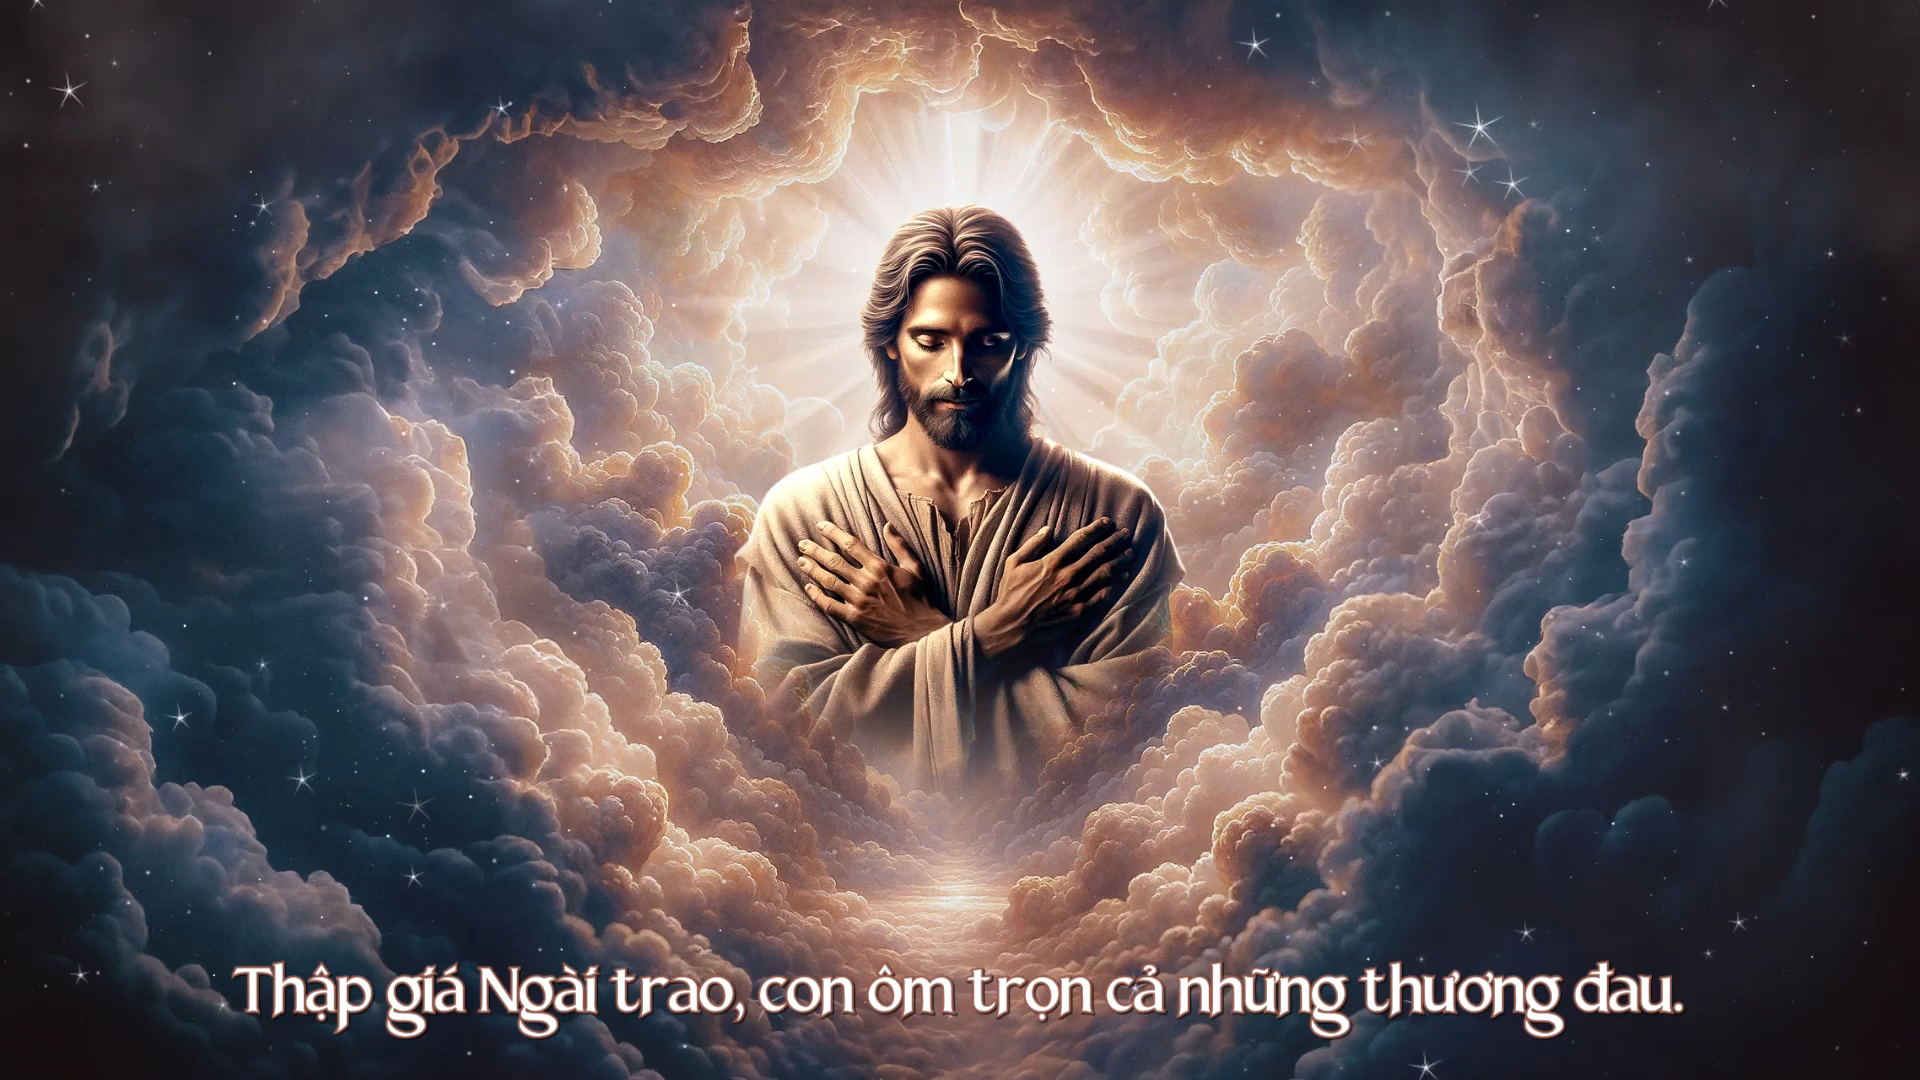 Thập giá Ngài trao, con ôm trọn cả những thương đau.